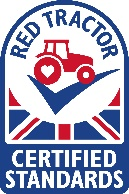 RED TRACTOR
CERTIFIED
STANDARDS